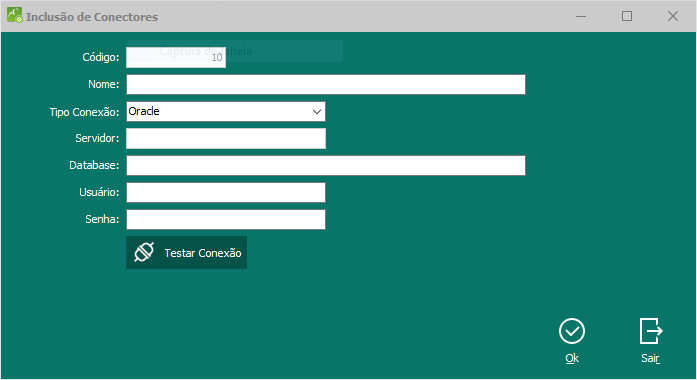 Inclusão de Conectores
Captura de janela
Código: 10
Nome:
Tipo Conexão: Oracle
Servidor:
Database:
Usuário:
Senha:
Testar Conexão
Ok Sair